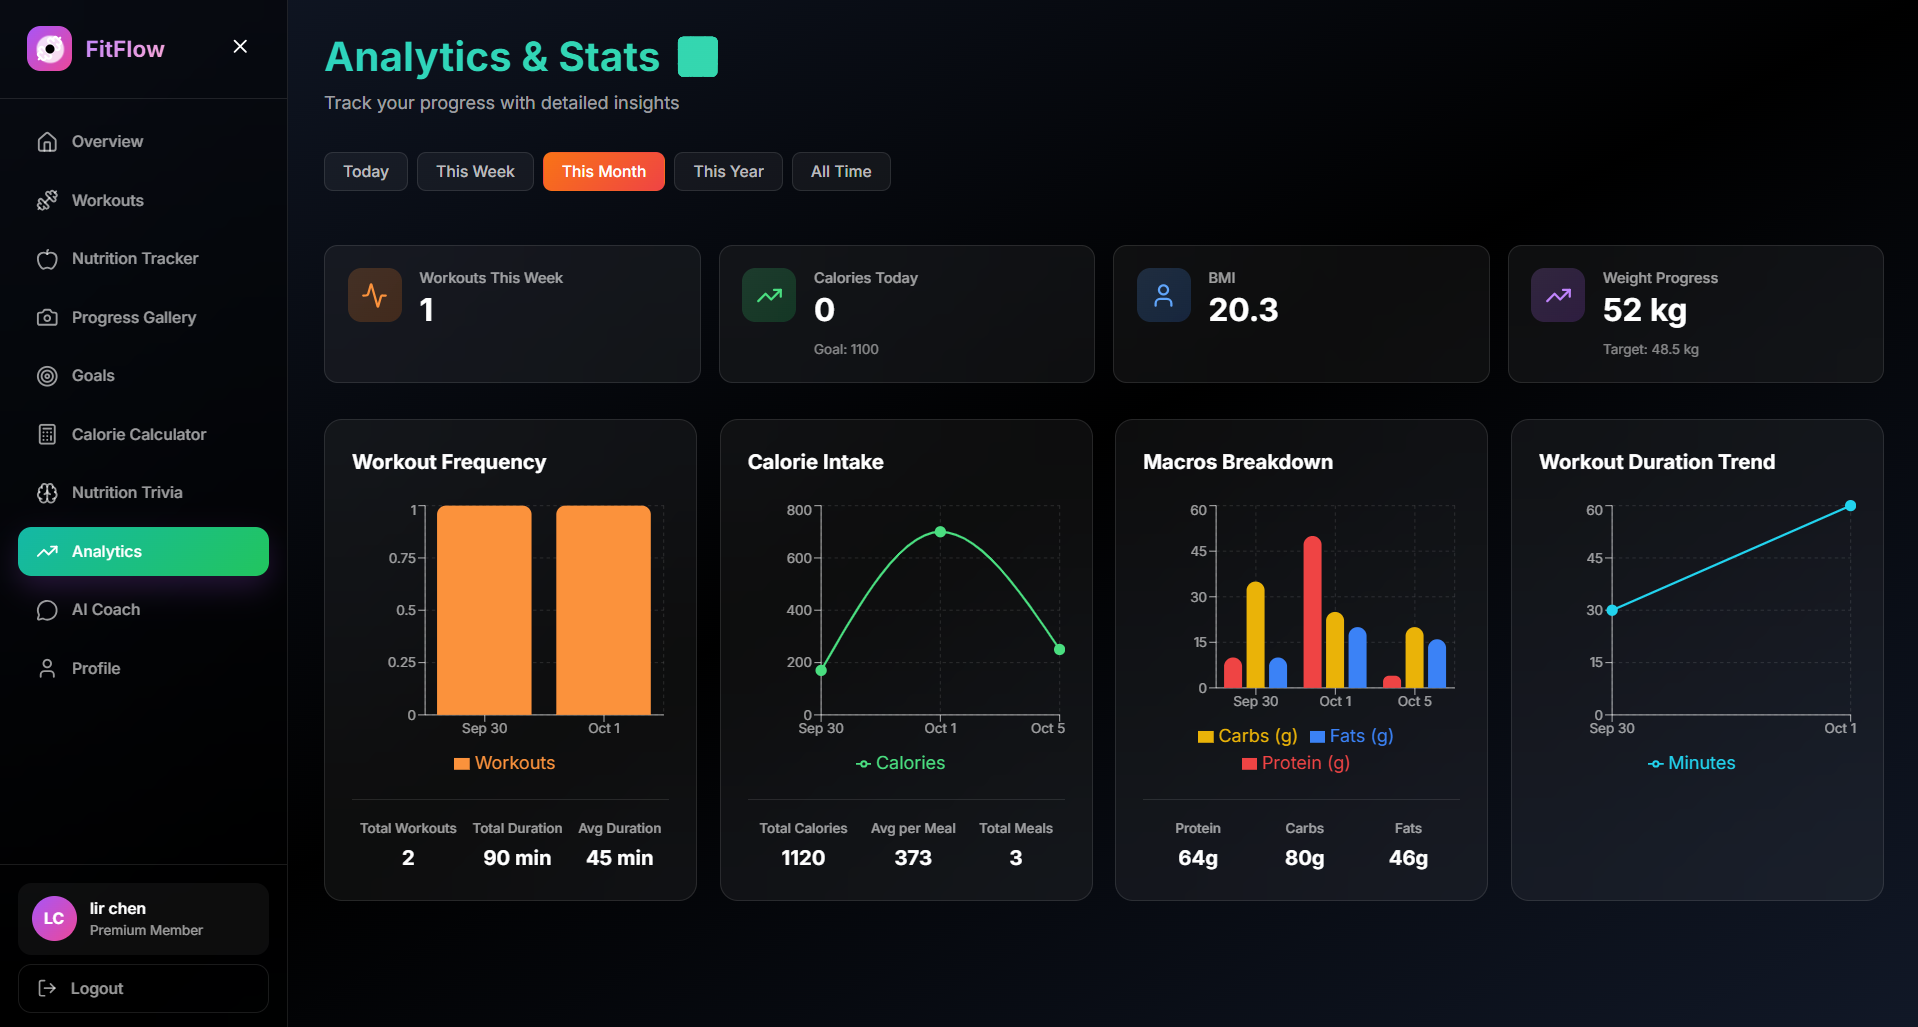 FitFlow
Overview
Workouts
Nutrition Tracker
Progress Gallery
Goals
Calorie Calculator
Nutrition Trivia
Analytics
AI Coach
Profile
LC
lir chen
Premium Member
Logout
Analytics & Stats
Track your progress with detailed insights
Today This Week This Month This Year All Time
Workouts This Week
1
Calories Today
0
Goal: 1100
BMI
20.3
Weight Progress
52 kg
Target: 48.5 kg
Workout Frequency
1
0.75
0.5
0.25
0
Sep 30 Oct 1
Workouts
Total Workouts Total Duration Avg Duration
2 90 min 45 min
Calorie Intake
800
600
400
200
0
Sep 30 Oct 1 Oct 5
Calories
Total Calories Avg per Meal Total Meals
1120 373 3
Macros Breakdown
60
45
30
15
0
Sep 30 Oct 1 Oct 5
Carbs (g) Fats (g)
Protein (g)
Protein Carbs Fats
64g 80g 46g
Workout Duration Trend
60
45
30
15
0
Sep 30 Oct 1
Minutes